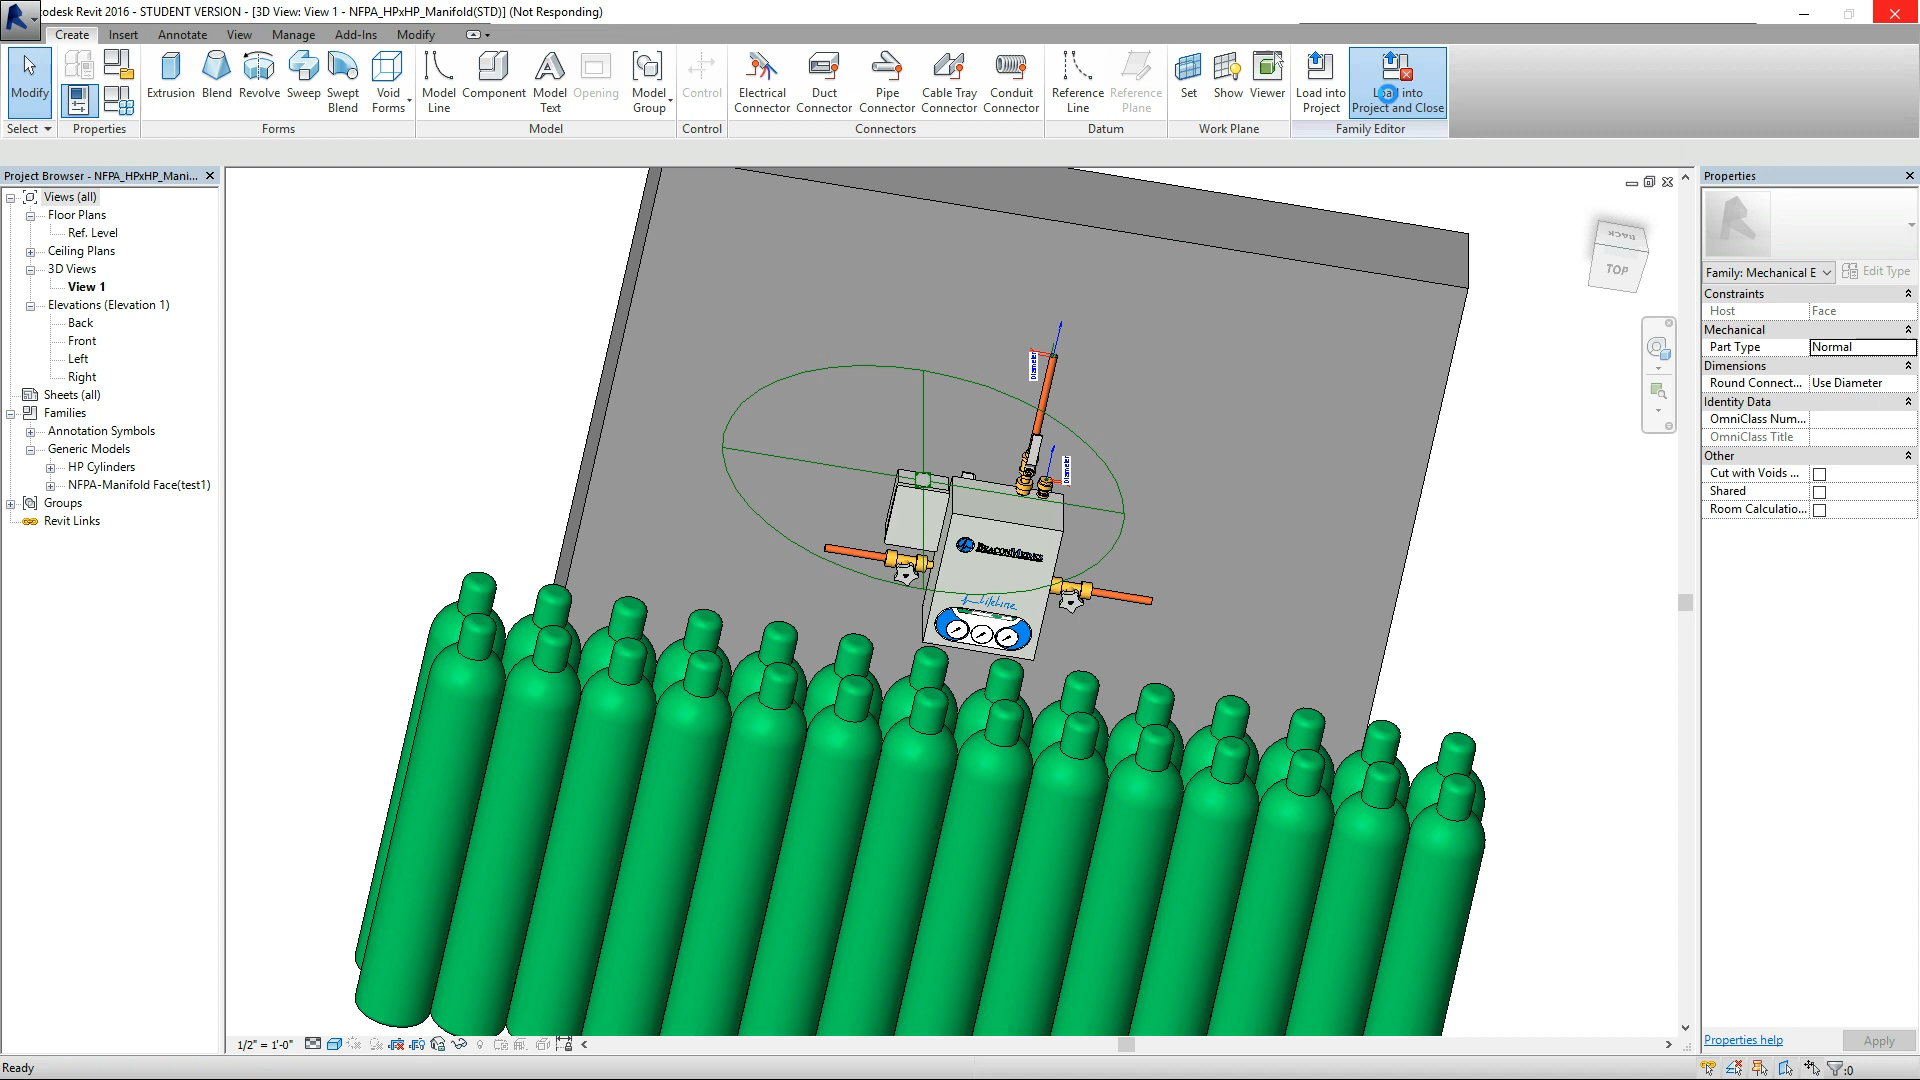 todesk Revit 2016 - STUDENT VERSION - [3D View: View 1 - NFPA_HPxHP_Manifold(STD)] (Not Responding)
Create Insert Annotate View Manage Add-Ins Modify
Modify
Extrusion Blend Revolve Sweep Swept Blend Void Forms
Model Line Component Model Text Opening Model Group
Control
Electrical Connector Duct Connector Pipe Connector Cable Tray Connector Conduit Connector
Reference Line Reference Plane
Set Show Viewer
Load into Project Load into Project and Close
Select Properties Forms Model Control Connectors Datum Work Plane Family Editor
Project Browser - NFPA_HPxHP_Mani...
Views (all)
Floor Plans
Ref. Level
Ceiling Plans
3D Views
View 1
Elevations (Elevation 1)
Back
Front
Left
Right
Sheets (all)
Families
Annotation Symbols
Generic Models
HP Cylinders
NFPA-Manifold Face(test1)
Groups
Revit Links
BACK
TOP
Diameter
Diameter
BEACONMEDAES
LifeLine
1/2" = 1'-0"
Properties
Family: Mechanical E Edit Type
Constraints
Host Face
Mechanical
Part Type Normal
Dimensions
Round Connect... Use Diameter
Identity Data
OmniClass Num...
OmniClass Title
Other
Cut with Voids ...
Shared
Room Calculatio...
Properties help Apply
Ready
:0